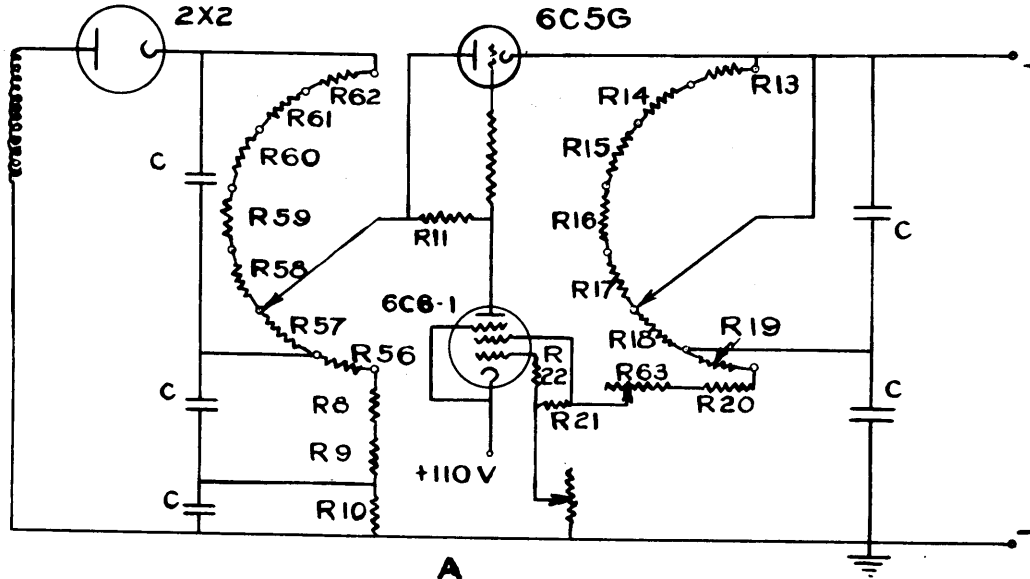 2X2
6C5G
R62
R61
R60
R59
R58
R57
R56
R8
R9
R10
C
C
C
R11
6C6-1
+110V
R
22
R21
R13
R14
R15
R16
R17
R18
R19
R63
R20
C
C
-
-
A